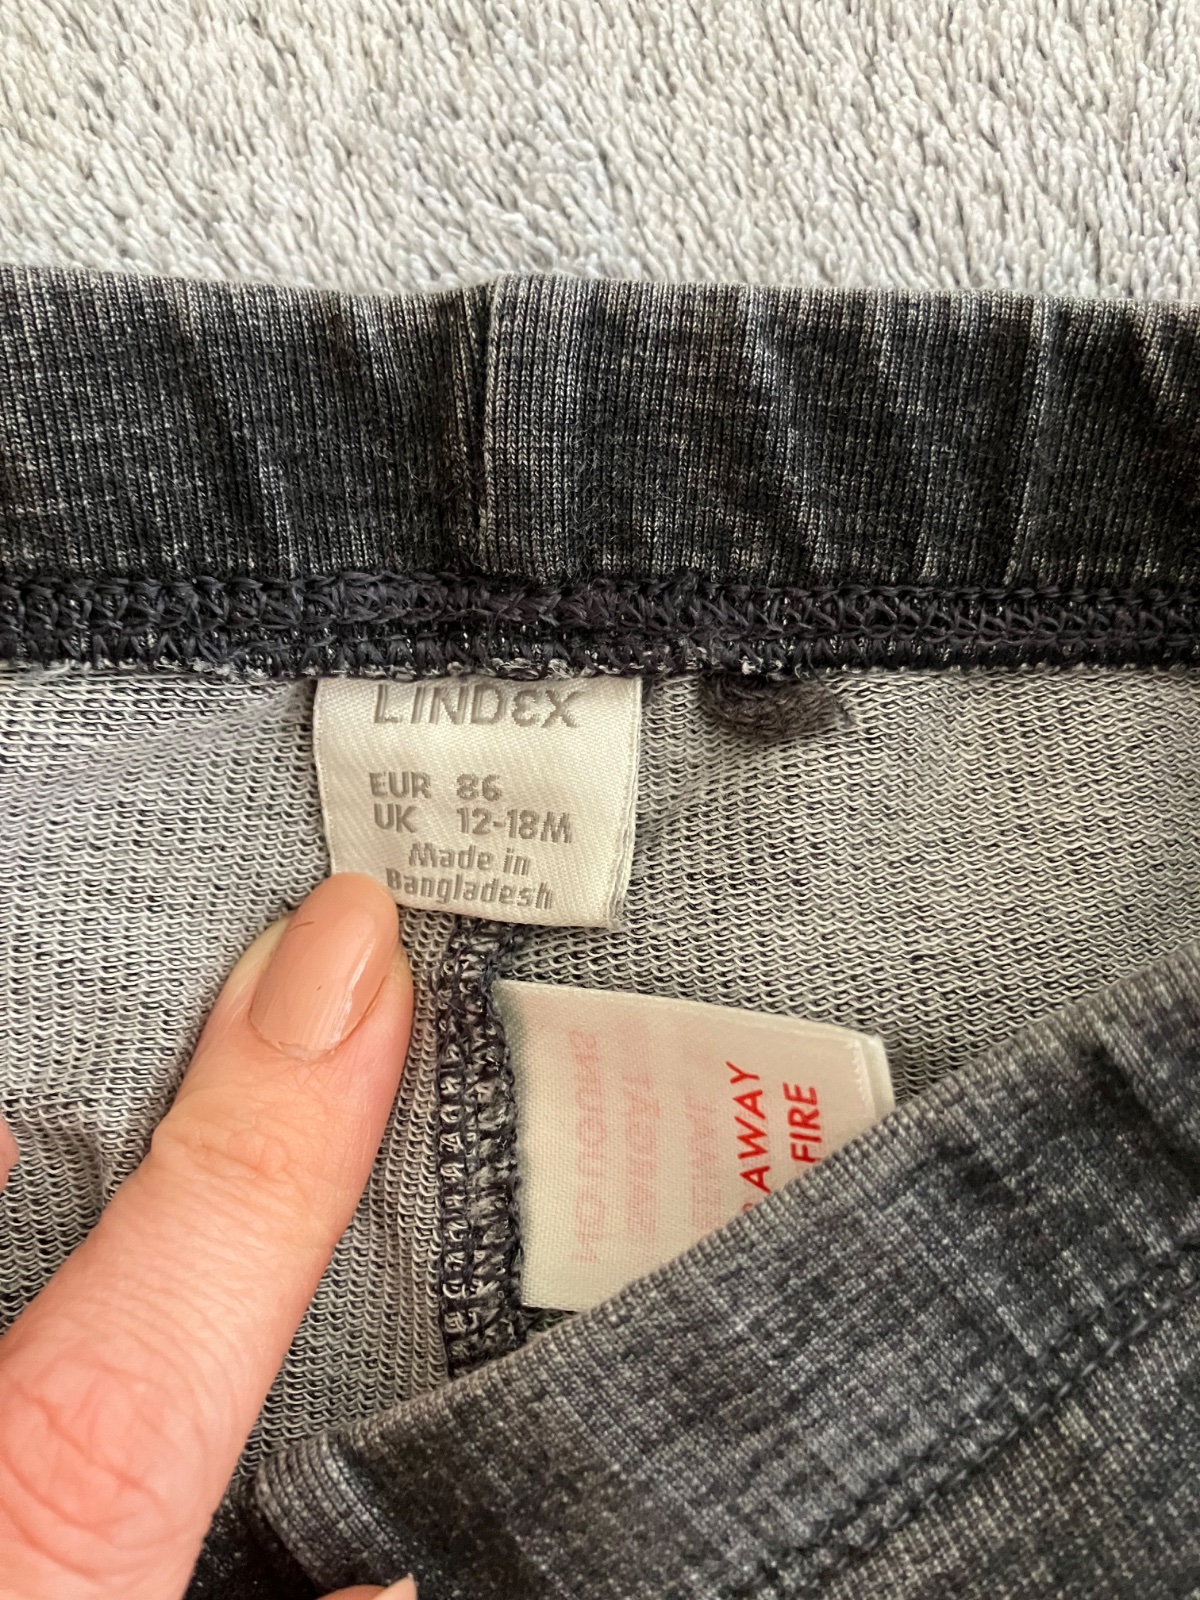 LINDEX
EUR 86
UK 12-18M
Made in
Bangladesh
AWAY
FIRE